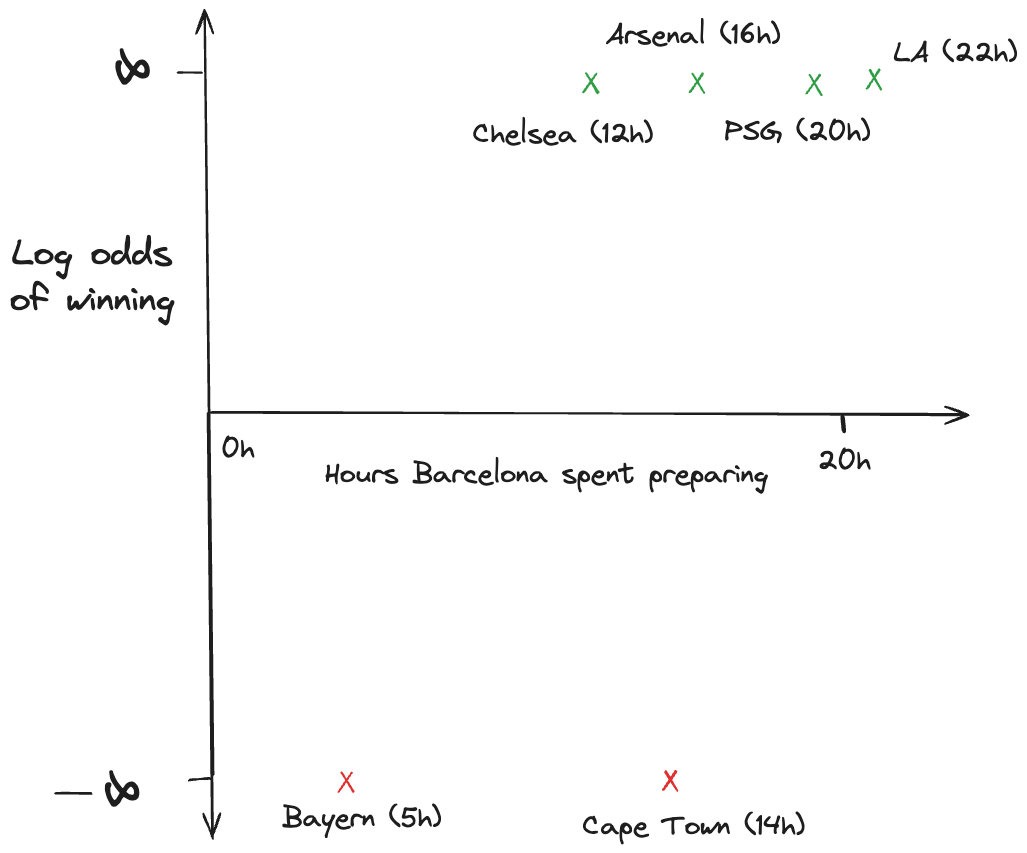 Arsenal (16h)
LA (22h)
∞
Chelsea (12h)
PSG (20h)
Log odds
of winning
0h
20h
Hours Barcelona spent preparing
— ∞
Bayern (5h)
Cape Town (14h)